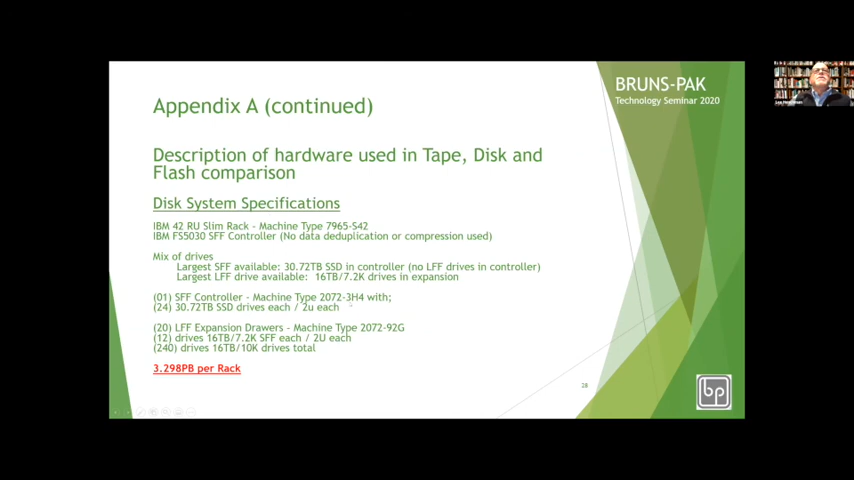 BRUNS-PAK
Technology Seminar 2020
Appendix A (continued)
Description of hardware used in Tape, Disk and
Flash comparison
Disk System Specifications
IBM 42 RU Slim Rack - Machine Type 7965-S42
IBM FS5030 SFF Controller (No data deduplication or compression used)
Mix of drives
Largest SFF available: 30.72TB SSD in controller (no LFF drives in controller)
Largest LFF drive available: 16TB/7.2K drives in expansion
(01) SFF Controller - Machine Type 2072-3H4 with;
(24) 30.72TB SSD drives each / 2u each
(20) LFF Expansion Drawers - Machine Type 2072-92G
(12) drives 16TB/7.2K SFF each / 2U each
(240) drives 16TB/10K drives total
3.298PB per Rack
28
bp